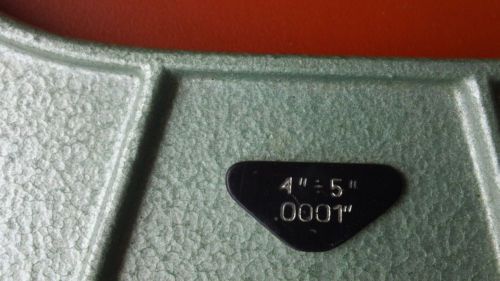 4" ÷ 5"
.0001"